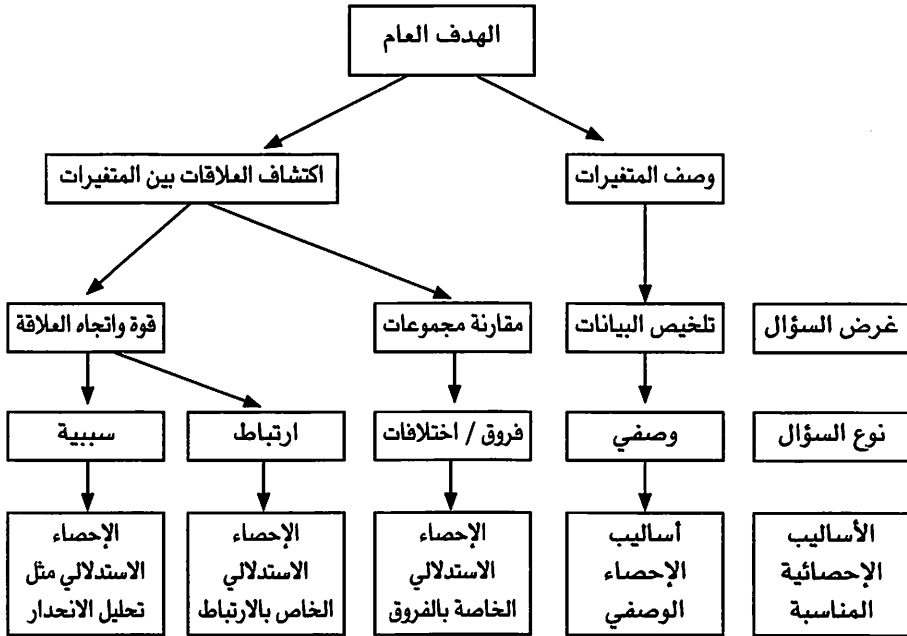 الهدف العام
وصف المتغيرات
اكتشاف العلاقات بين المتغيرات
غرض السؤال
تلخيص البيانات
مقارنة مجموعات
قوة واتجاه العلاقة
نوع السؤال
وصفي
فروق / اختلافات
ارتباط
سببية
الأساليب
الإحصائية
المناسبة
أساليب
الإحصاء
الوصفي
الإحصاء
الاستدلالي
الخاصة بالفروق
الإحصاء
الاستدلالي
الخاص بالارتباط
الإحصاء
الاستدلالي مثل
تحليل الانحدار